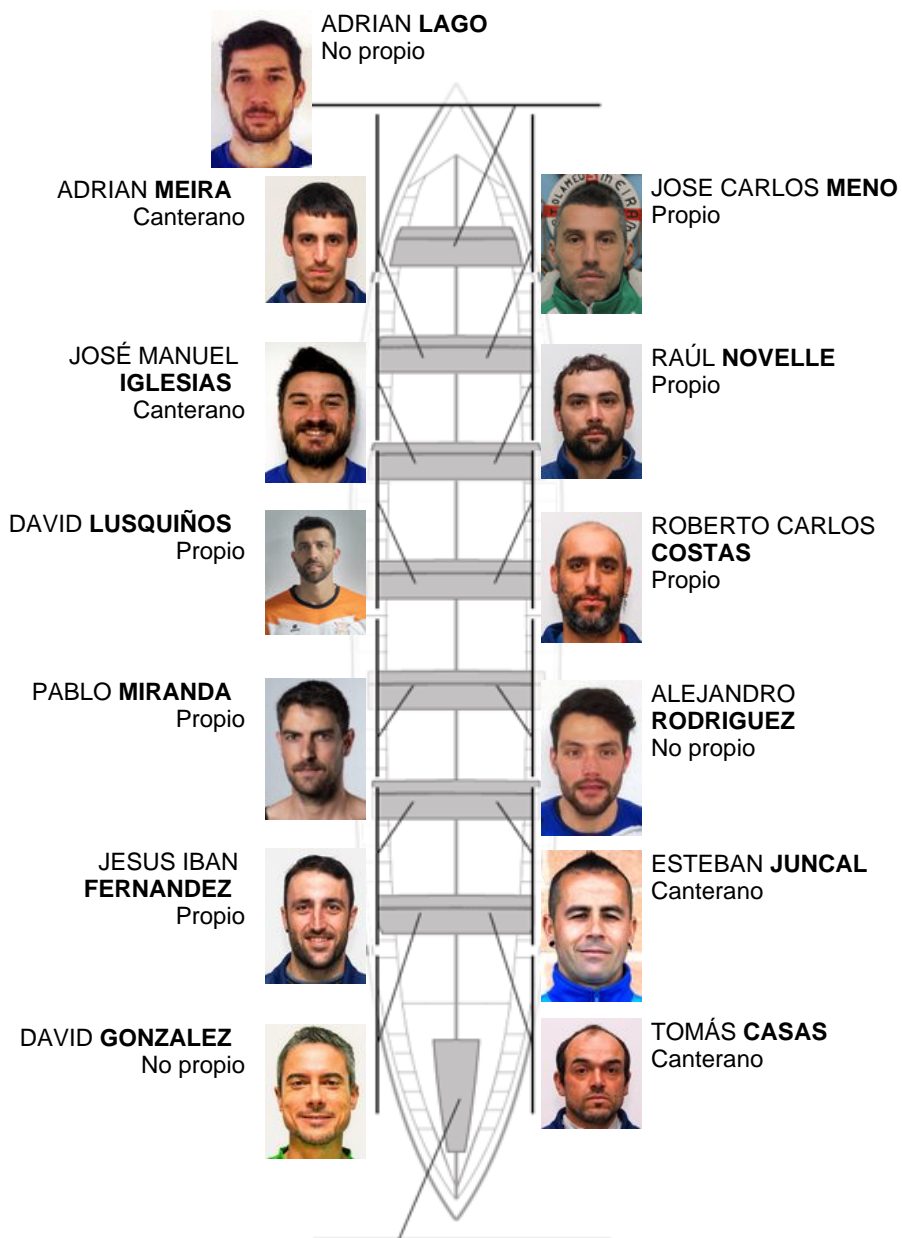 ADRIAN LAGO
No propio
ADRIAN MEIRA
Canterano
JOSE CARLOS MENO
Propio
JOSÉ MANUEL
IGLESIAS
Canterano
RAÚL NOVELLE
Propio
DAVID LUSQUIÑOS
Propio
ROBERTO CARLOS
COSTAS
Propio
PABLO MIRANDA
Propio
ALEJANDRO
RODRIGUEZ
No propio
JESUS IBAN
FERNANDEZ
Propio
ESTEBAN JUNCAL
Canterano
DAVID GONZALEZ
No propio
TOMÁS CASAS
Canterano